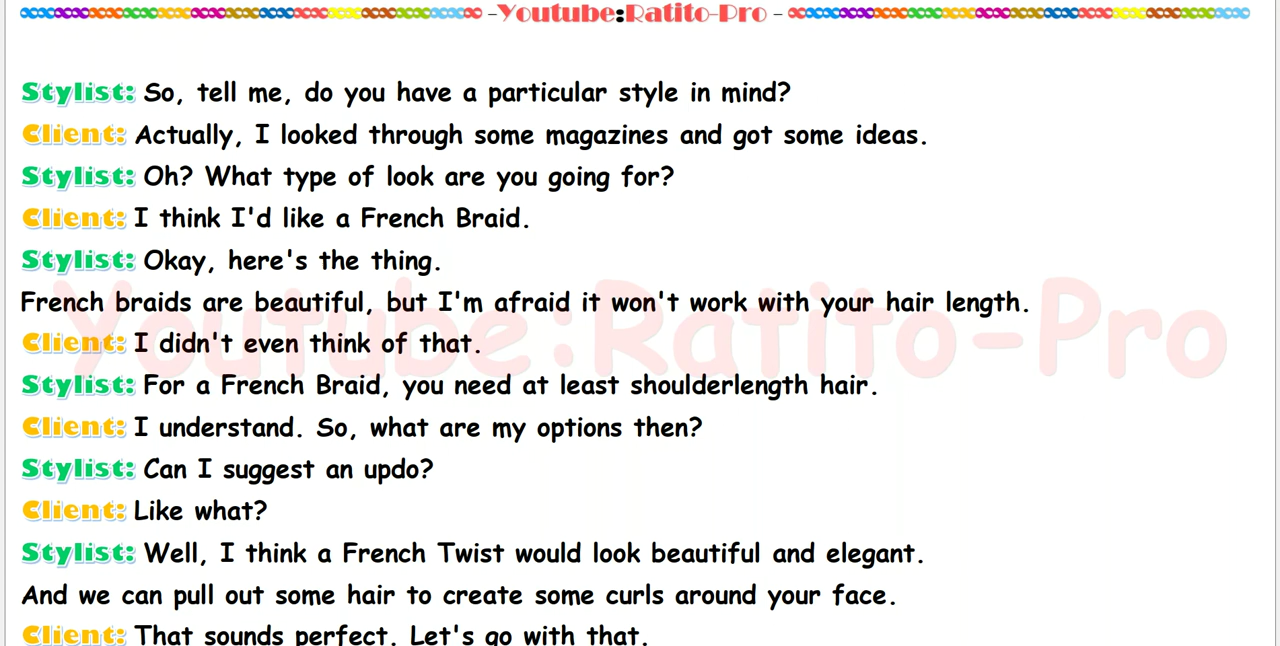 -Youtube:Ratito-Pro -
Stylist: So, tell me, do you have a particular style in mind?
Client: Actually, I looked through some magazines and got some ideas.
Stylist: Oh? What type of look are you going for?
Client: I think I'd like a French Braid.
Stylist: Okay, here's the thing.
French braids are beautiful, but I'm afraid it won't work with your hair length.
Youtube:Ratito-Pro
Client: I didn't even think of that.
Stylist: For a French Braid, you need at least shoulderlength hair.
Client: I understand. So, what are my options then?
Stylist: Can I suggest an updo?
Client: Like what?
Stylist: Well, I think a French Twist would look beautiful and elegant.
And we can pull out some hair to create some curls around your face.
Client: That sounds perfect. Let's go with that.